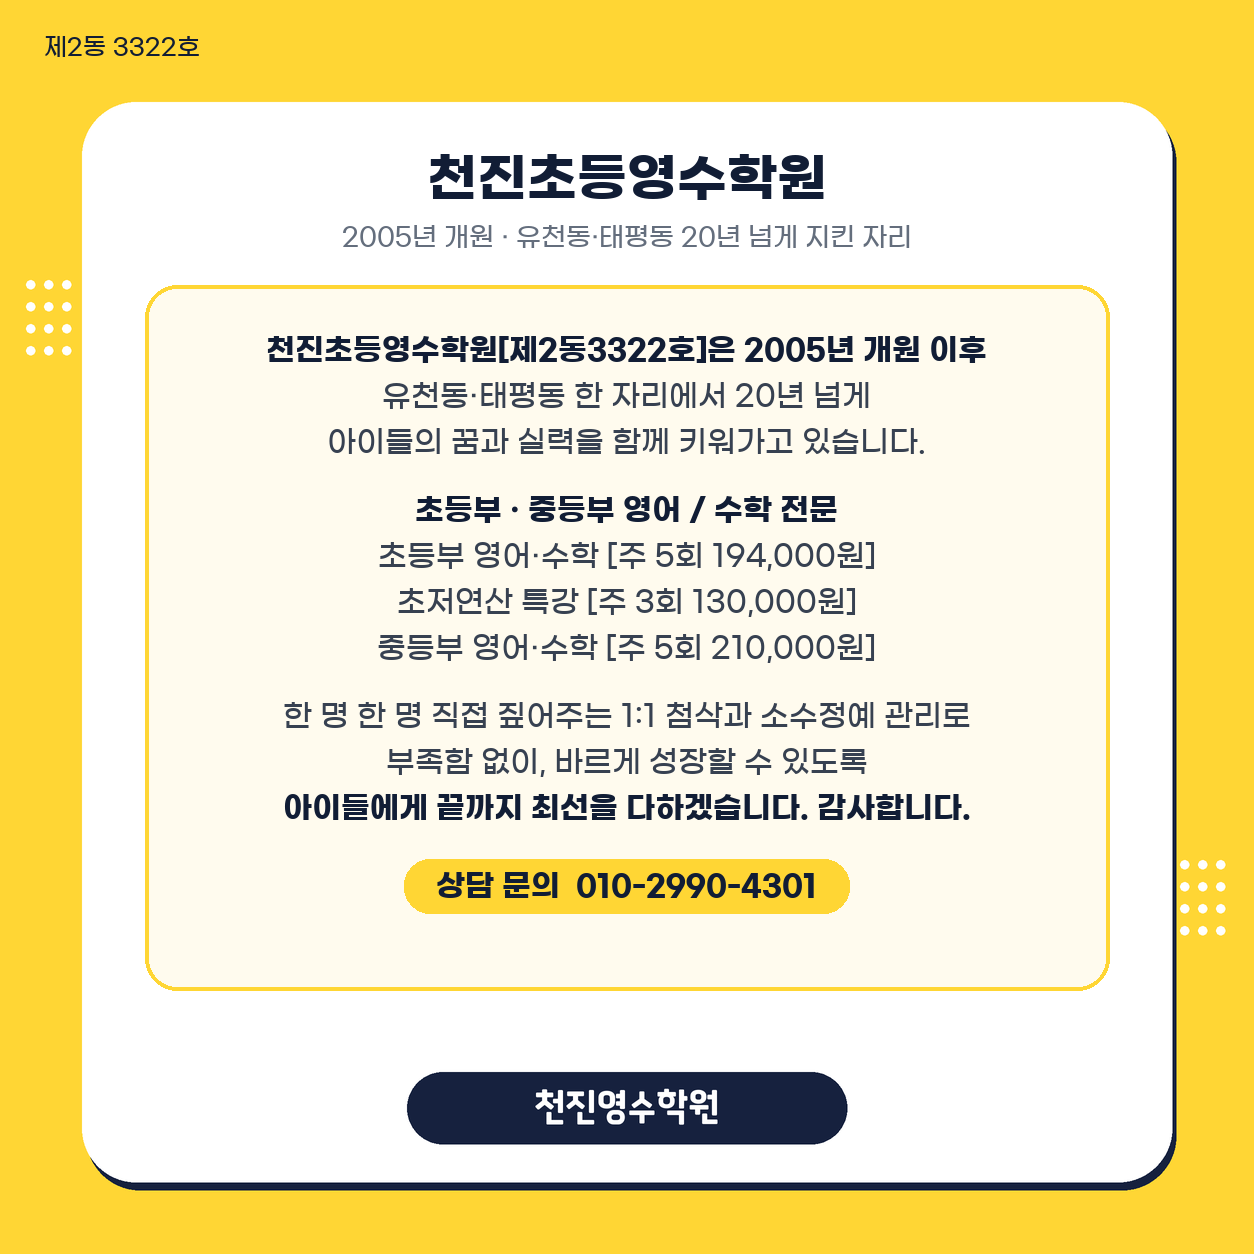 제2동 3322호
천진초등영수학원
2005년 개원 · 유천동·태평동 20년 넘게 지킨 자리
천진초등영수학원[제2동3322호]은 2005년 개원 이후
유천동·태평동 한 자리에서 20년 넘게
아이들의 꿈과 실력을 함께 키워가고 있습니다.
초등부 · 중등부 영어 / 수학 전문
초등부 영어·수학 [주 5회 194,000원]
초저연산 특강 [주 3회 130,000원]
중등부 영어·수학 [주 5회 210,000원]
한 명 한 명 직접 짚어주는 1:1 첨삭과 소수정예 관리로
부족함 없이, 바르게 성장할 수 있도록
아이들에게 끝까지 최선을 다하겠습니다. 감사합니다.
상담 문의 010-2990-4301
천진영수학원